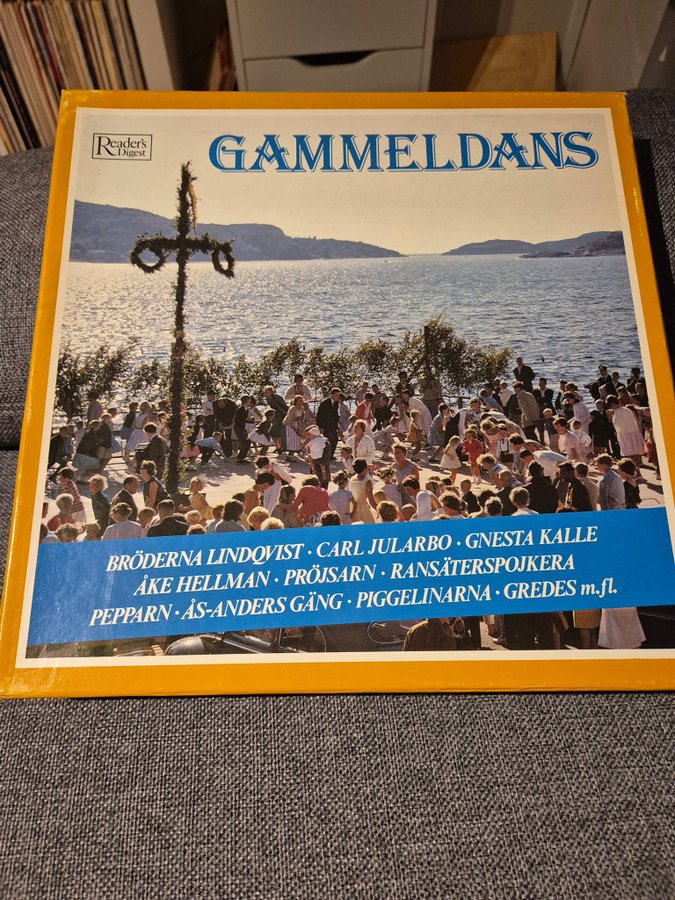 Reader's
Digest
GAMMELDANS
BRÖDERNA LINDQVIST · CARL JULARBO · GNESTA KALLE
ÅKE HELLMAN · PRÖJSARN · RANSÄTERSPOJKERA
PEPPARN · ÅS-ANDERS GÄNG · PIGGELINARNA · GREDES m.fl.